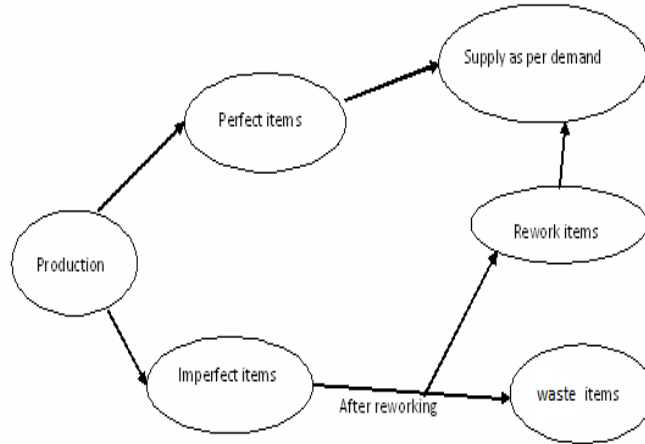 Supply as per demand
Perfect items
Rework items
Production
Imperfect items
After reworking
waste items